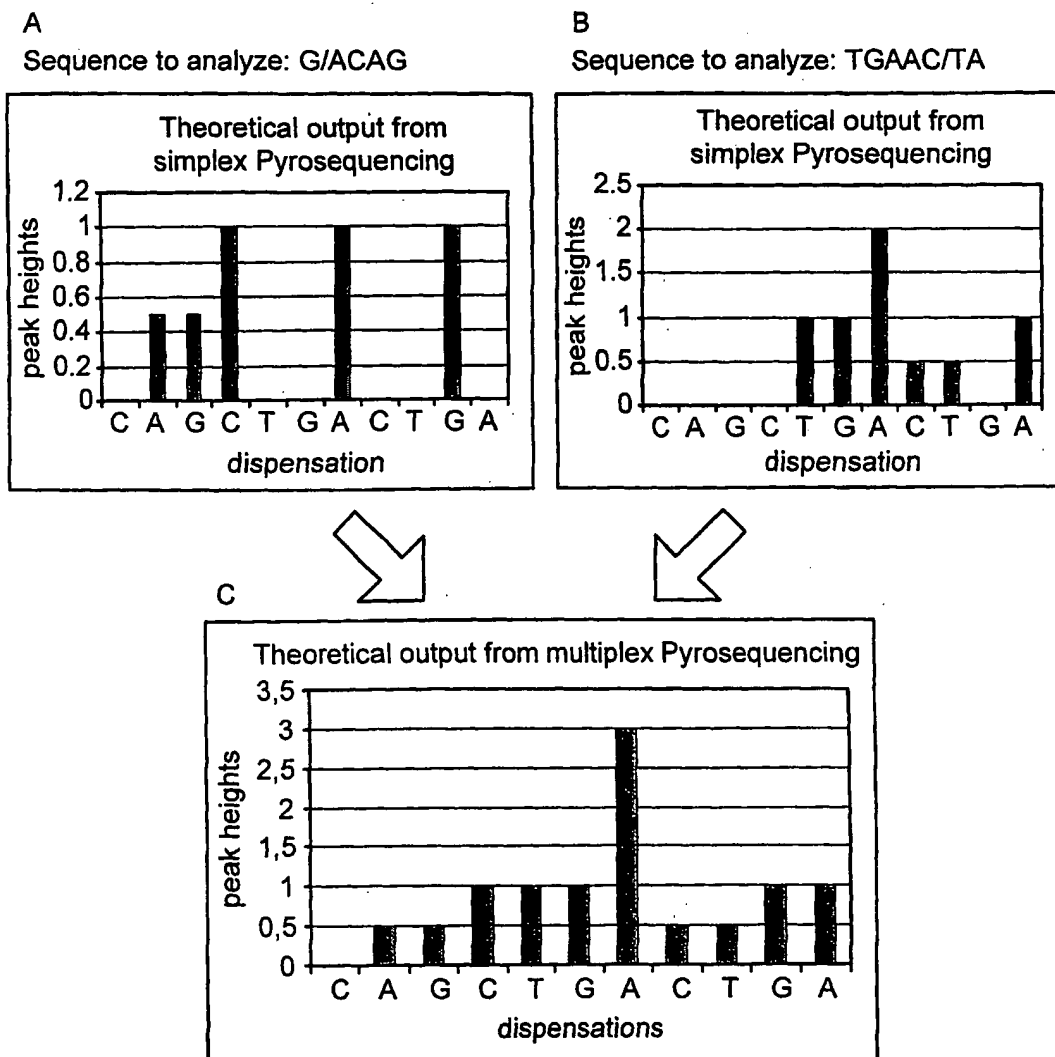 A
Sequence to analyze: G/ACAG
Theoretical output from
simplex Pyrosequencing
peak heights
1.2
1
0.8
0.6
0.4
0.2
0
C A G C T G A C T G A
dispensation
B
Sequence to analyze: TGAAC/TA
Theoretical output from
simplex Pyrosequencing
peak heights
2.5
2
1.5
1
0.5
0
C A G C T G A C T G A
dispensation
C
Theoretical output from multiplex Pyrosequencing
peak heights
3,5
3
2,5
2
1,5
1
0,5
0
C A G C T G A C T G A
dispensations